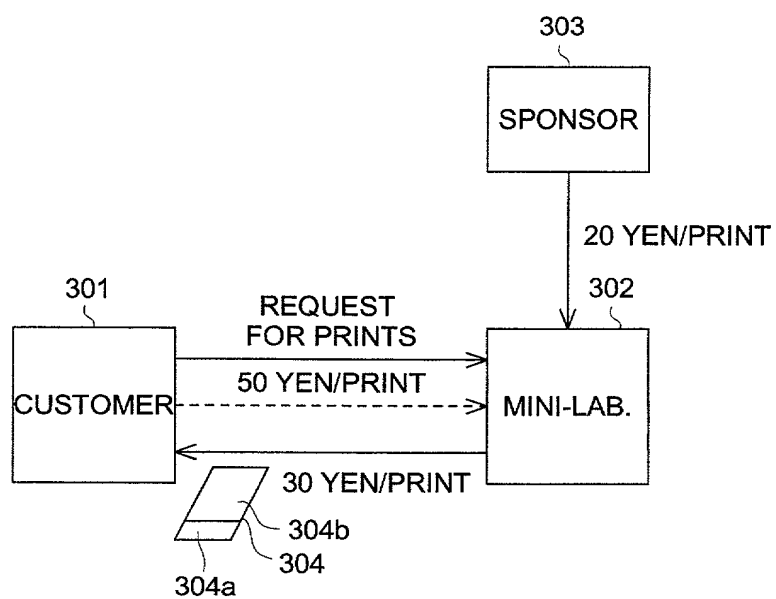 303
SPONSOR
20 YEN/PRINT
301
302
REQUEST
FOR PRINTS
50 YEN/PRINT
CUSTOMER
MINI-LAB.
30 YEN/PRINT
304b
304
304a